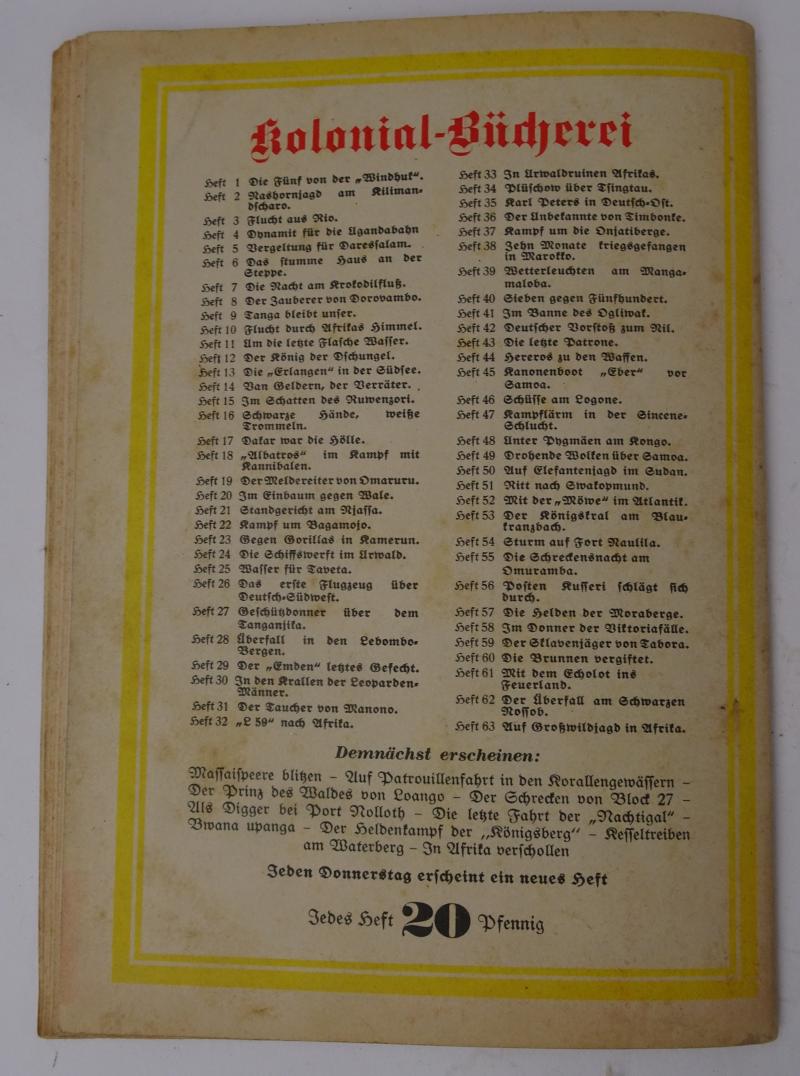 Kolonial-Bücherei
Heft 1 Die Fünf von der „Windhuk“.
Heft 2 Nashornjagd am Kiliman-
dscharo.
Heft 3 Flucht aus Rio.
Heft 4 Dynamit für die Ugandabahn
Heft 5 Vergeltung für Daressalam.
Heft 6 Das stumme Haus an der
Steppe.
Heft 7 Die Nacht am Krokodilfluß.
Heft 8 Der Zauberer von Dorovambo.
Heft 9 Tanga bleibt unser.
Heft 10 Flucht durch Afrikas Himmel.
Heft 11 Um die letzte Flasche Wasser.
Heft 12 Der König der Dschungel.
Heft 13 Die „Erlangen“ in der Südsee.
Heft 14 Van Geldern, der Verräter.
Heft 15 Im Schatten des Ruwenzori.
Heft 16 Schwarze Hände, weiße
Trommeln.
Heft 17 Dakar war die Hölle.
Heft 18 „Albatros“ im Kampf mit
Kannibalen.
Heft 19 Der Meldereiter von Omaruru.
Heft 20 Im Einbaum gegen Wale.
Heft 21 Standgericht am Njassa.
Heft 22 Kampf um Bagamojo.
Heft 23 Gegen Gorillas in Kamerun.
Heft 24 Die Schiffswerft im Urwald.
Heft 25 Wasser für Taveta.
Heft 26 Das erste Flugzeug über
Deutsch-Südwest.
Heft 27 Geschützdonner über dem
Tanganjika.
Heft 28 Überfall in den Lebombo-
Bergen.
Heft 29 Der „Emden“ letztes Gefecht.
Heft 30 In den Krallen der Leoparden-
Männer.
Heft 31 Der Taucher von Manono.
Heft 32 „L 59“ nach Afrika.
Heft 33 In Urwaldruinen Afrikas.
Heft 34 Plüschow über Tsingtau.
Heft 35 Karl Peters in Deutsch-Ost.
Heft 36 Der Unbekannte von Timbonke.
Heft 37 Kampf um die Onjatiberge.
Heft 38 Zehn Monate kriegsgefangen
in Marokko.
Heft 39 Wetterleuchten am Manga-
maloba.
Heft 40 Sieben gegen Fünfhundert.
Heft 41 Im Banne des Ogliwak.
Heft 42 Deutscher Vorstoß zum Nil.
Heft 43 Die letzte Patrone.
Heft 44 Hereros zu den Waffen.
Heft 45 Kanonenboot „Eber“ vor
Samoa.
Heft 46 Schüsse am Logone.
Heft 47 Kampflärm in der Sincene-
Schlucht.
Heft 48 Unter Pygmäen am Kongo.
Heft 49 Drohende Wolken über Samoa.
Heft 50 Auf Elefantenjagd im Sudan.
Heft 51 Ritt nach Swakopmund.
Heft 52 Mit der „Möwe“ im Atlantik.
Heft 53 Der Königskral am Blau-
kranzbach.
Heft 54 Sturm auf Fort Naulila.
Heft 55 Die Schreckensnacht am
Omuramba.
Heft 56 Posten Kusseri schlägt sich
durch.
Heft 57 Die Helden der Moraberge.
Heft 58 Im Donner der Viktoriafälle.
Heft 59 Der Sklavenjäger von Tabora.
Heft 60 Die Brunnen vergiftet.
Heft 61 Mit dem Echolot ins
Feuerland.
Heft 62 Der Überfall am Schwarzen
Nossob.
Heft 63 Auf Großwildjagd in Afrika.
Demnächst erscheinen:
Massaispeere blitzen – Auf Patrouillenfahrt in den Korallengewässern –
Der Prinz des Waldes von Loango – Der Schrecken von Block 27 –
Als Digger bei Port Nolloth – Die letzte Fahrt der „Nachtigal“ –
Bwana upanga – Der Heldenkampf der „Königsberg“ – Kesseltreiben
am Waterberg – In Afrika verschollen
Jeden Donnerstag erscheint ein neues Heft
Jedes Heft 20 Pfennig